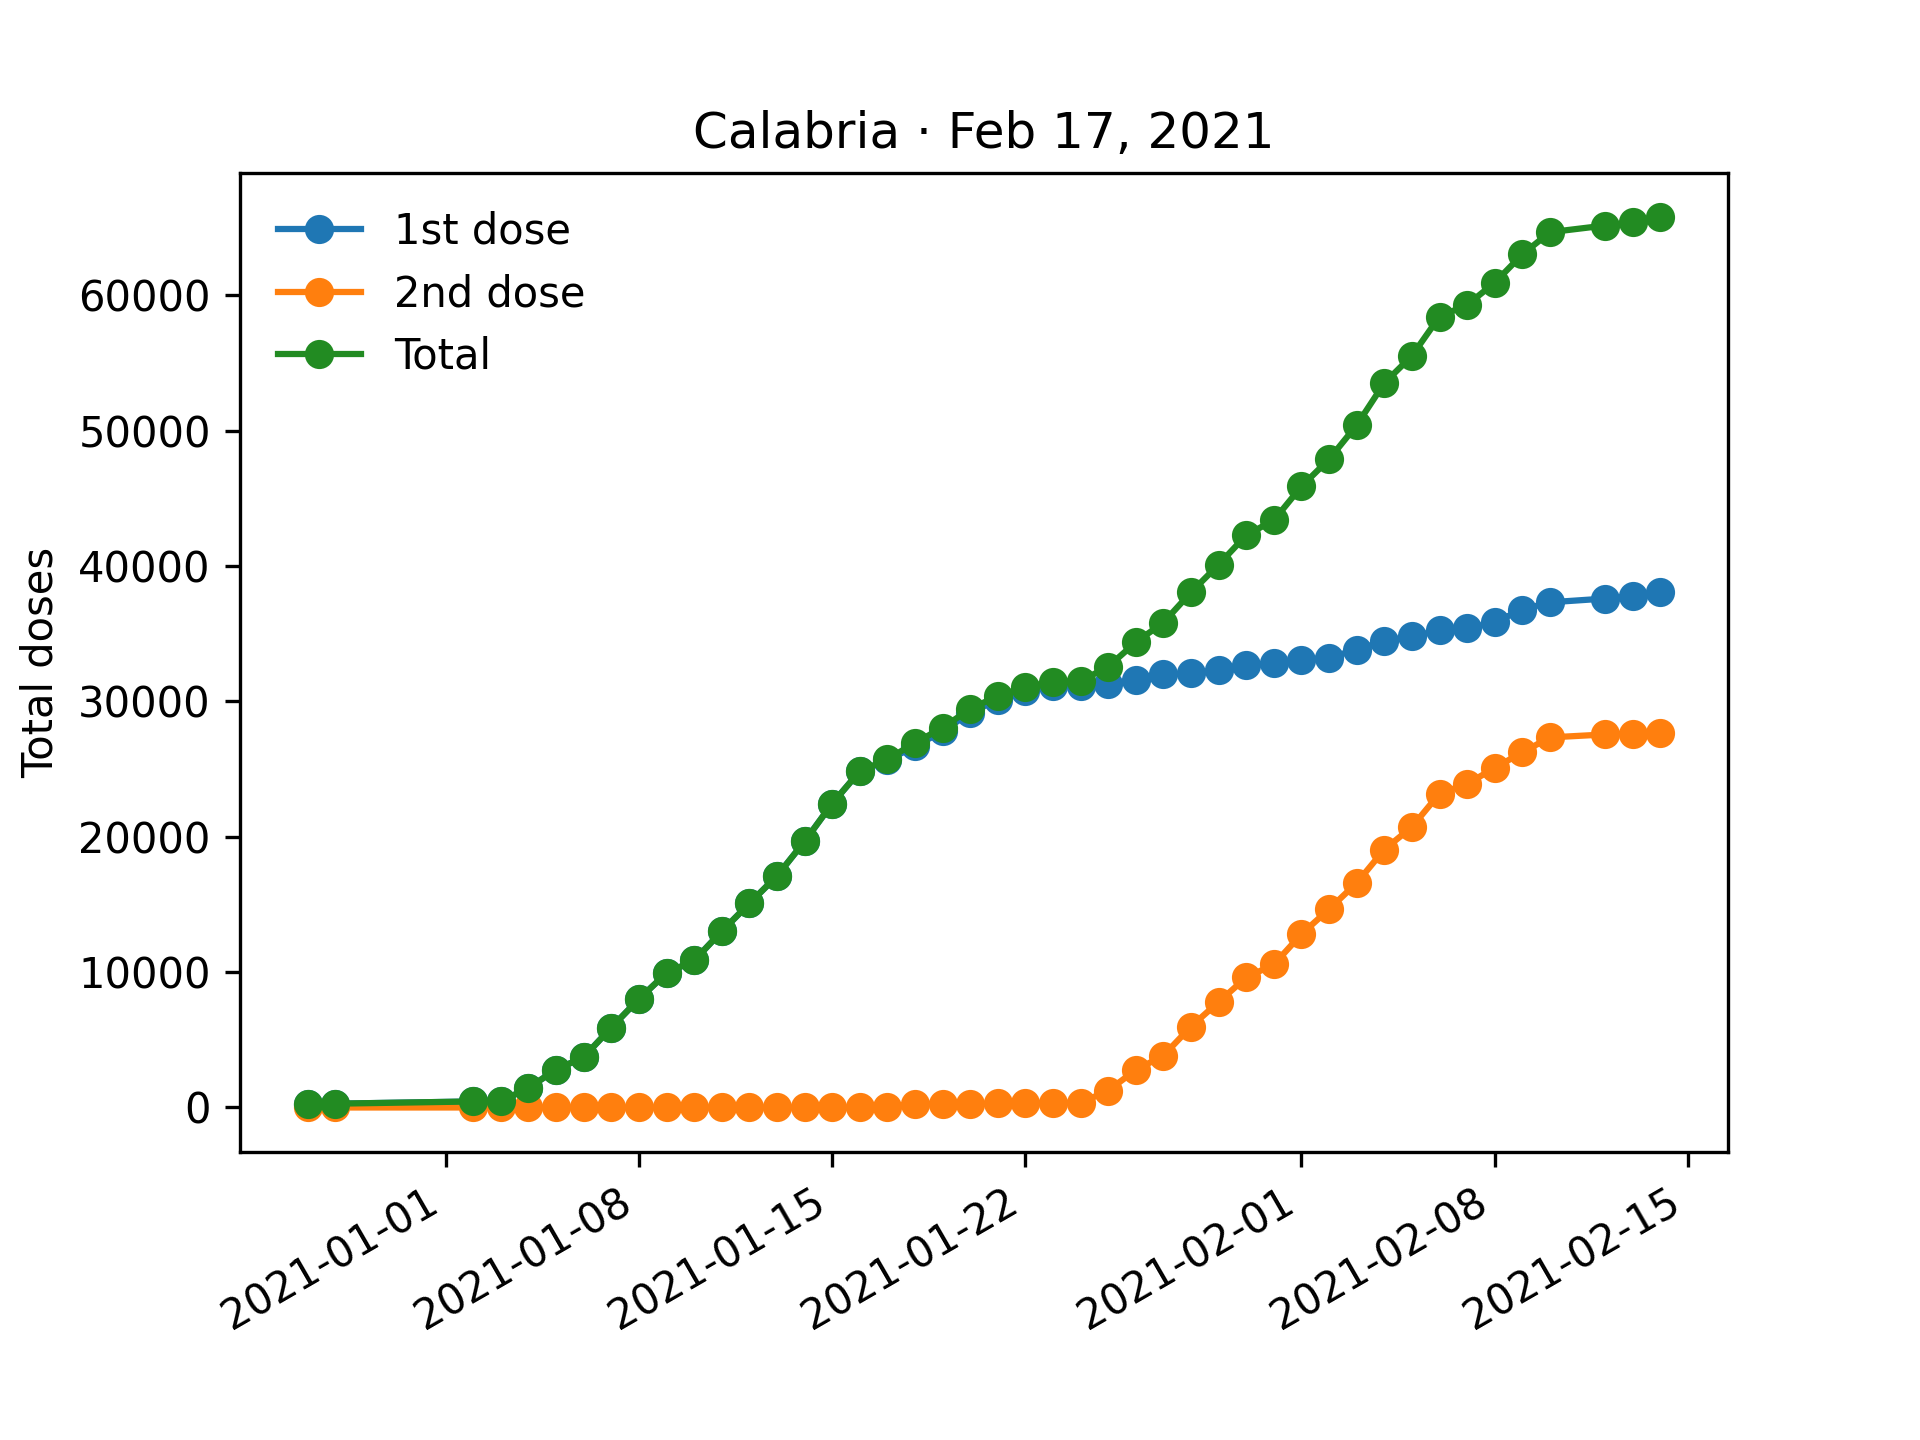 Calabria · Feb 17, 2021
1st dose
2nd dose
Total
Total doses
60000
50000
40000
30000
20000
10000
0
2021-01-01
2021-01-08
2021-01-15
2021-01-22
2021-02-01
2021-02-08
2021-02-15